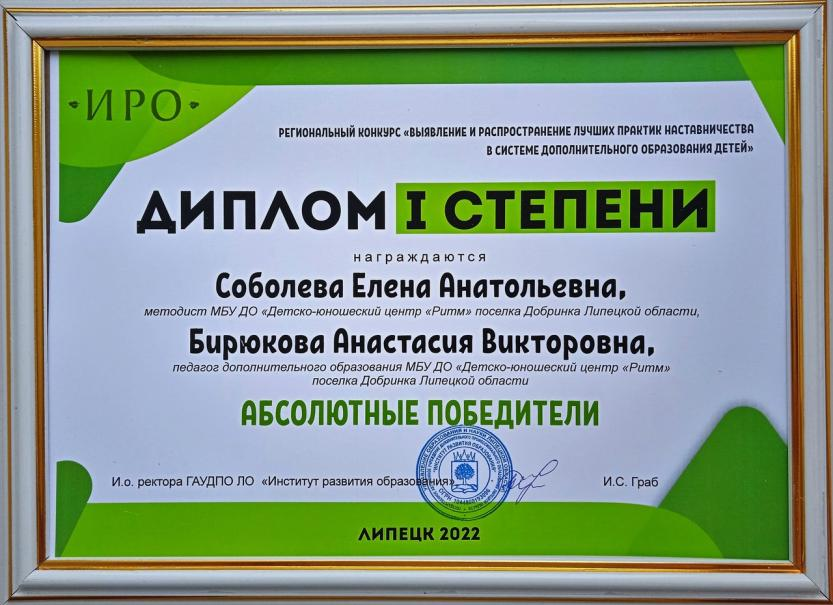 ИРО
РЕГИОНАЛЬНЫЙ КОНКУРС «ВЫЯВЛЕНИЕ И РАСПРОСТРАНЕНИЕ ЛУЧШИХ ПРАКТИК НАСТАВНИЧЕСТВА
В СИСТЕМЕ ДОПОЛНИТЕЛЬНОГО ОБРАЗОВАНИЯ ДЕТЕЙ»
ДИПЛОМ I СТЕПЕНИ
награждаются
Соболева Елена Анатольевна,
методист МБУ ДО «Детско-юношеский центр «Ритм» поселка Добринка Липецкой области,
Бирюкова Анастасия Викторовна,
педагог дополнительного образования МБУ ДО «Детско-юношеский центр «Ритм»
поселка Добринка Липецкой области
АБСОЛЮТНЫЕ ПОБЕДИТЕЛИ
И.о. ректора ГАУДПО ЛО «Институт развития образования»
И.С. Граб
ЛИПЕЦК 2022